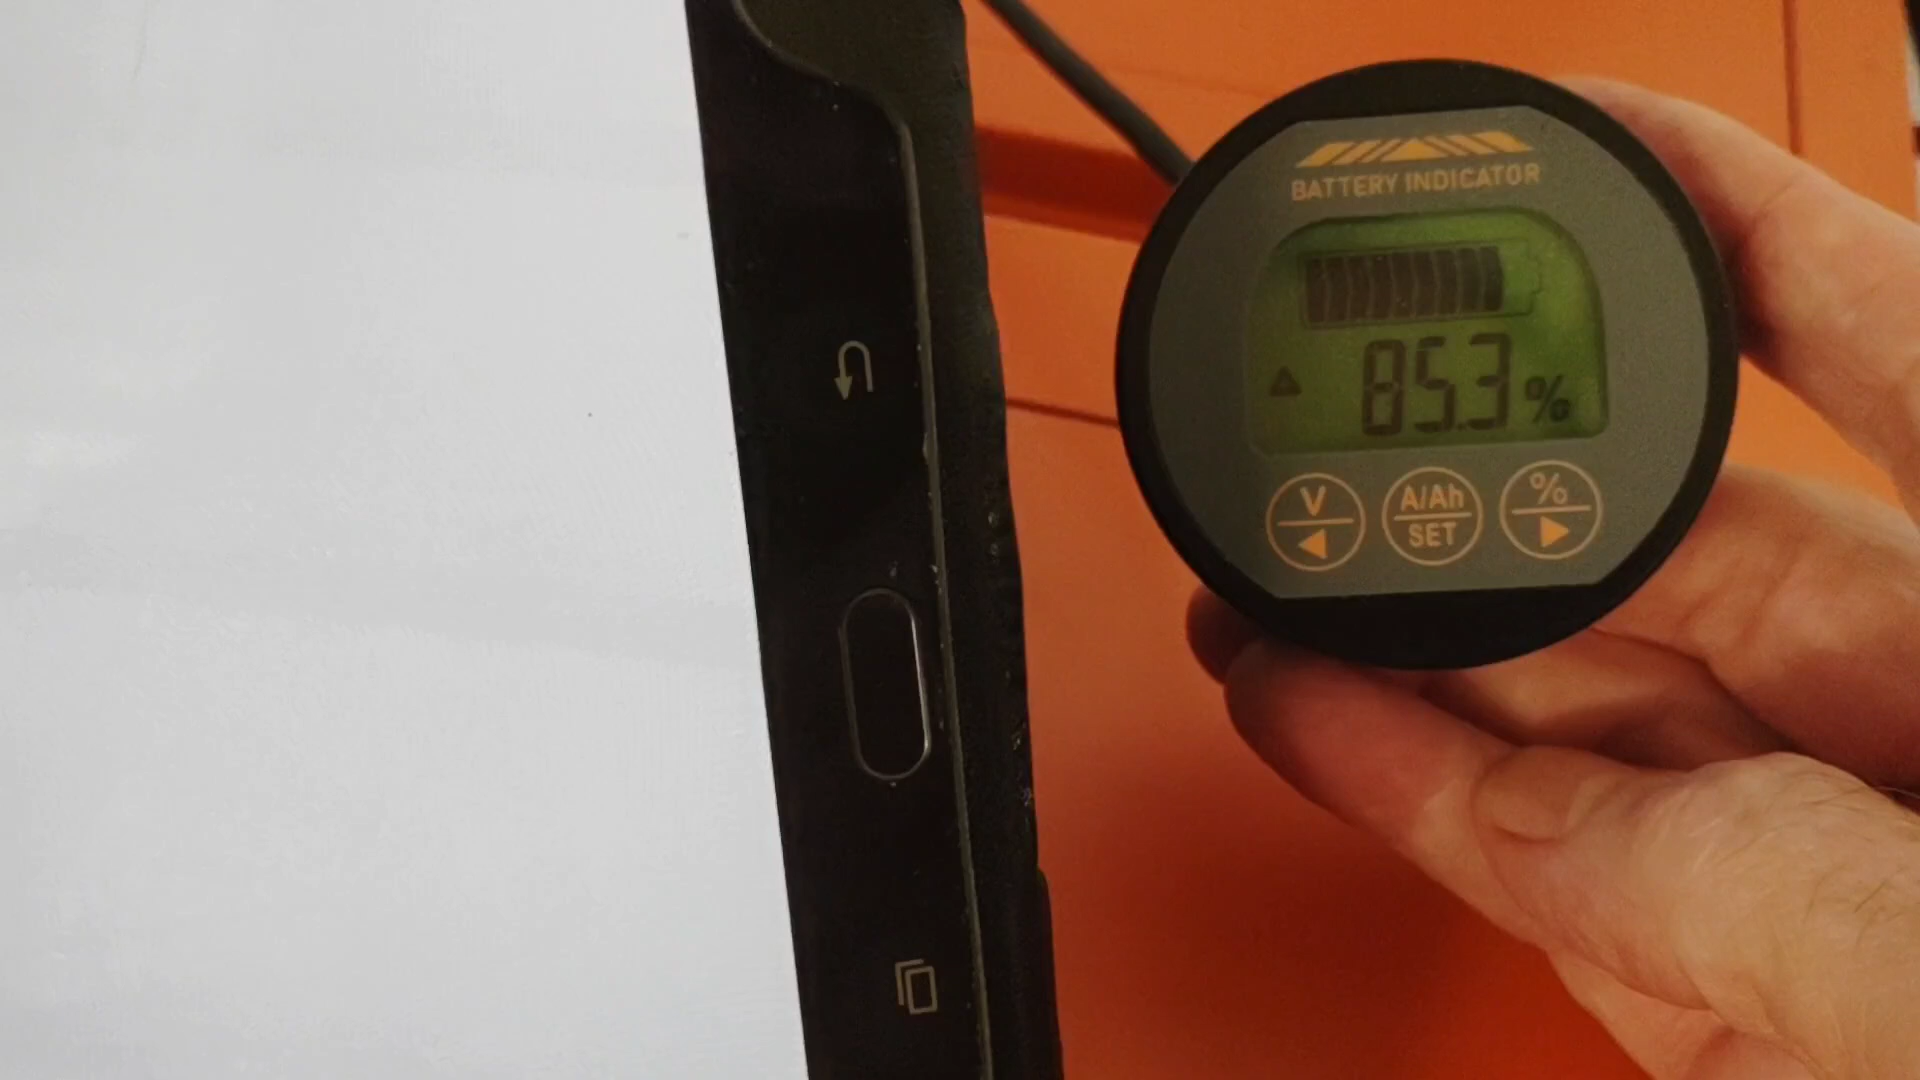 BATTERY INDICATOR
85.3 %
V A/Ah %
SET